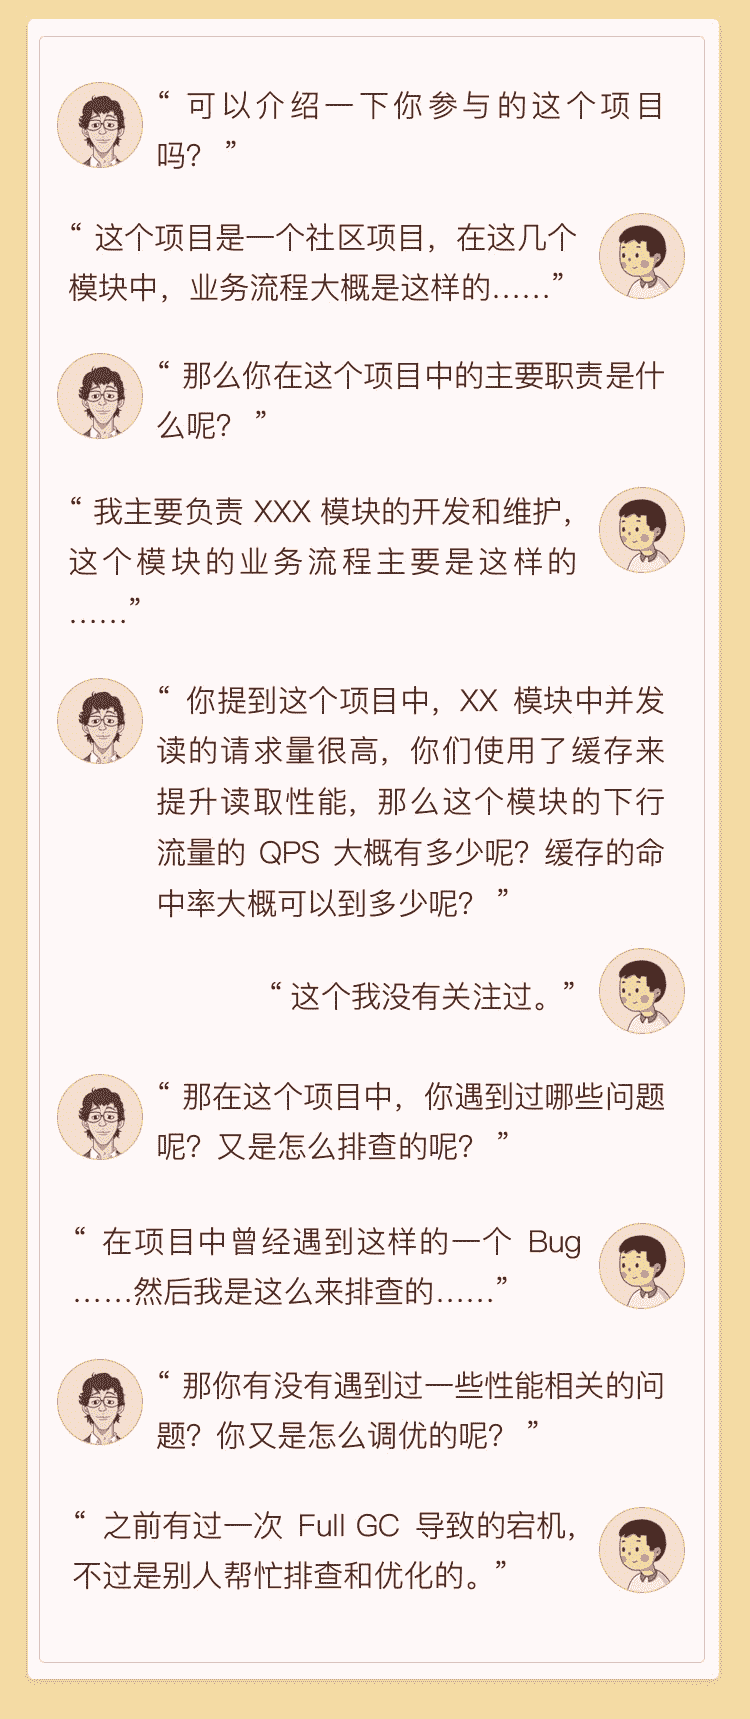 “ 可以介绍一下你参与的这个项目
吗？ ”
“ 这个项目是一个社区项目，在这几个
模块中，业务流程大概是这样的……”
“ 那么你在这个项目中的主要职责是什
么呢？ ”
“ 我主要负责 XXX 模块的开发和维护，
这个模块的业务流程主要是这样的
……”
“ 你提到这个项目中，XX 模块中并发
读的请求量很高，你们使用了缓存来
提升读取性能，那么这个模块的下行
流量的 QPS 大概有多少呢？缓存的命
中率大概可以到多少呢？ ”
“ 这个我没有关注过。”
“ 那在这个项目中，你遇到过哪些问题
呢？又是怎么排查的呢？ ”
“ 在项目中曾经遇到这样的一个 Bug
……然后我是这么来排查的……”
“ 那你有没有遇到过一些性能相关的问
题？你又是怎么调优的呢？ ”
“ 之前有过一次 Full GC 导致的宕机，
不过是别人帮忙排查和优化的。”